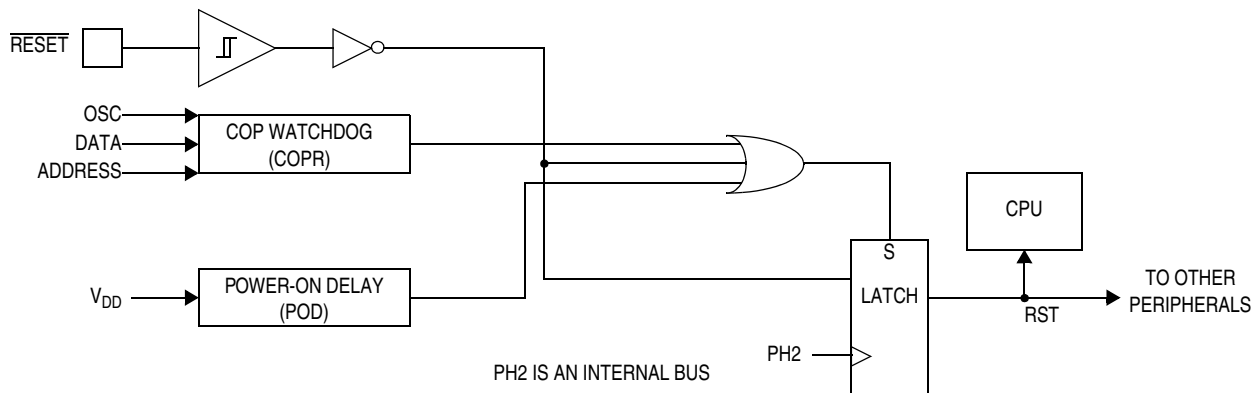 RESET
OSC
DATA
ADDRESS
COP WATCHDOG
(COPR)
CPU
S
LATCH
V_DD
POWER-ON DELAY
(POD)
TO OTHER
PERIPHERALS
RST
PH2
PH2 IS AN INTERNAL BUS